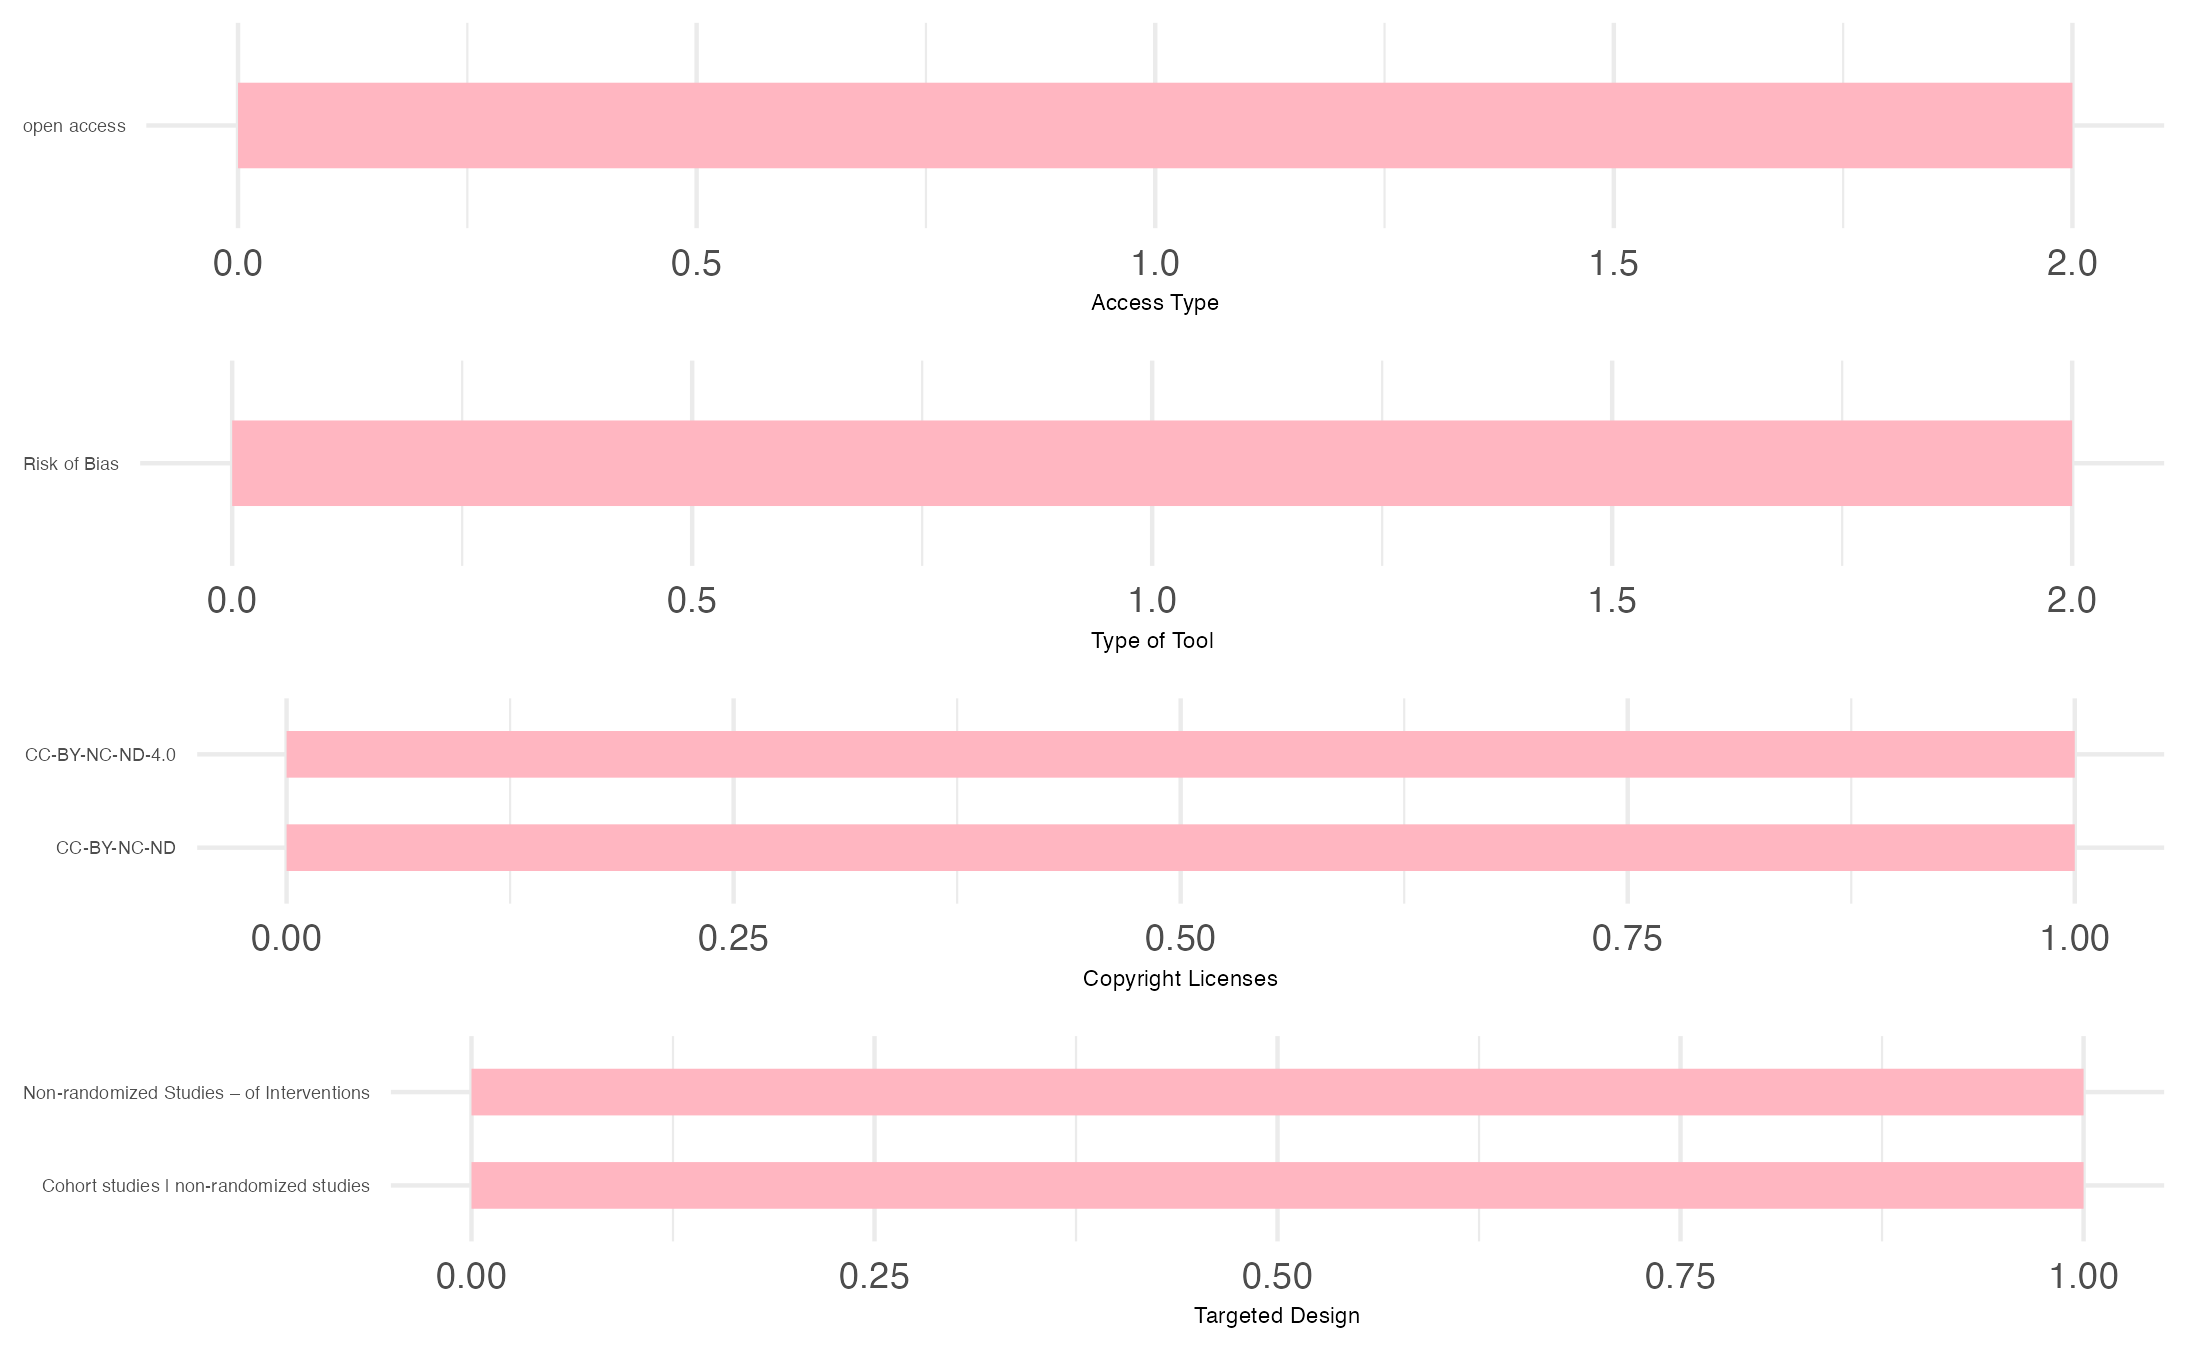 open access
0.0 0.5 1.0 1.5 2.0
Access Type
Risk of Bias
0.0 0.5 1.0 1.5 2.0
Type of Tool
CC-BY-NC-ND-4.0
CC-BY-NC-ND
0.00 0.25 0.50 0.75 1.00
Copyright Licenses
Non-randomized Studies – of Interventions
Cohort studies | non-randomized studies
0.00 0.25 0.50 0.75 1.00
Targeted Design